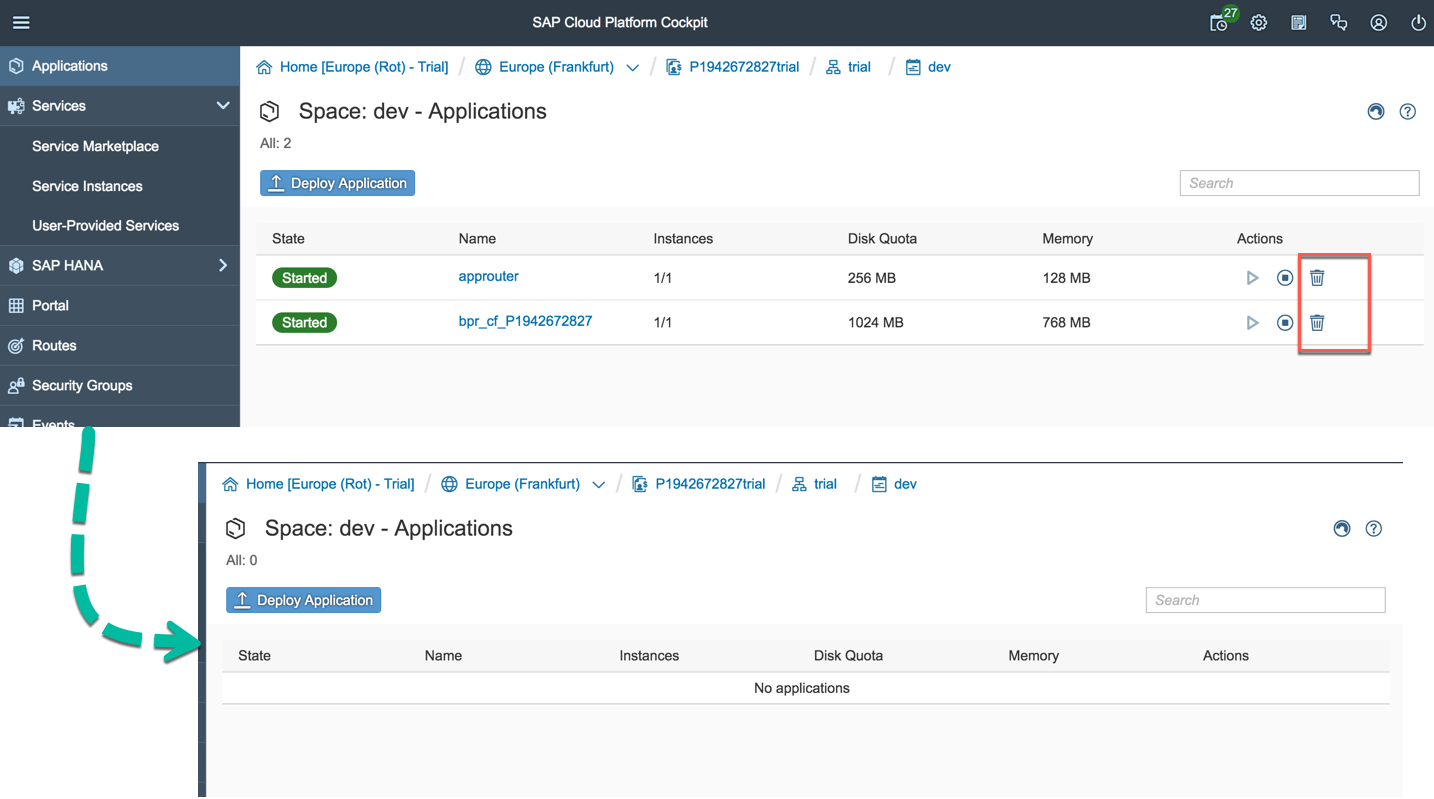 SAP Cloud Platform Cockpit
27
Applications
Home [Europe (Rot) - Trial] / Europe (Frankfurt) / P1942672827trial / trial / dev
Services
Space: dev - Applications
All: 2
Service Marketplace
Service Instances
User-Provided Services
SAP HANA
Portal
Routes
Security Groups
Events
Deploy Application
Search
State Name Instances Disk Quota Memory Actions
Started approuter 1/1 256 MB 128 MB
Started bpr_cf_P1942672827 1/1 1024 MB 768 MB
Home [Europe (Rot) - Trial] / Europe (Frankfurt) / P1942672827trial / trial / dev
Space: dev - Applications
All: 0
Deploy Application
Search
State Name Instances Disk Quota Memory Actions
No applications